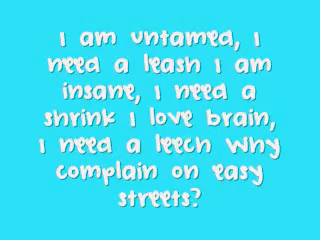 I am untamed, I
need a leash I am
insane, I need a
shrink I love brain,
I need a leech Why
complain on easy
streets?